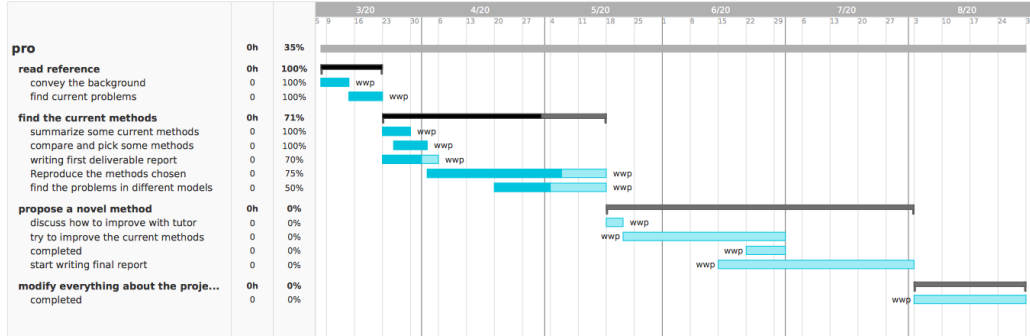 3/20 4/20 5/20 6/20 7/20 8/20
5 9 16 23 30 6 13 20 27 4 11 18 25 1 8 15 22 29 6 13 20 27 3 10 17 24 3
pro 0h 35%
read reference 0h 100%
convey the background 0 100% wwp
find current problems 0 100% wwp
find the current methods 0h 71%
summarize some current methods 0 100% wwp
compare and pick some methods 0 100% wwp
writing first deliverable report 0 70% wwp
Reproduce the methods chosen 0 75% wwp
find the problems in different models 0 50% wwp
propose a novel method 0h 0%
discuss how to improve with tutor 0 0% wwp
try to improve the current methods 0 0% wwp
completed 0 0% wwp
start writing final report 0 0% wwp
modify everything about the proje... 0h 0%
completed 0 0% wwp